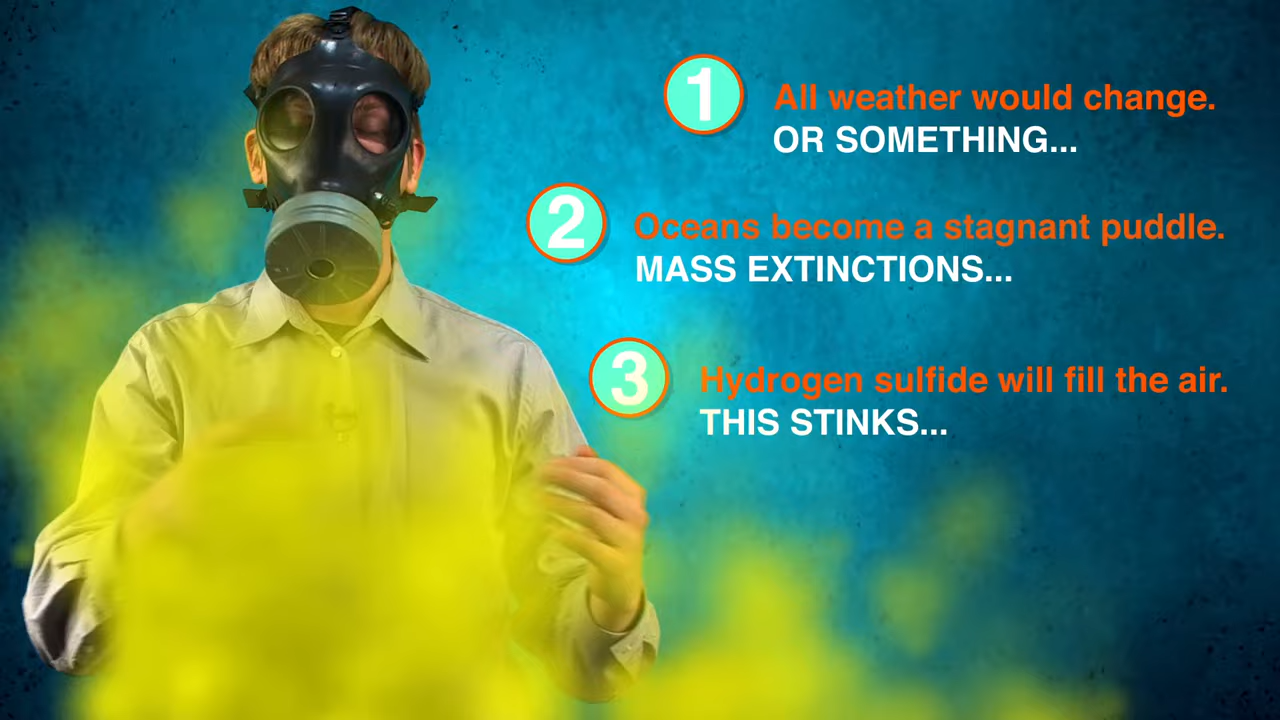 1
All weather would change.
OR SOMETHING...
2
Oceans become a stagnant puddle.
MASS EXTINCTIONS...
3
Hydrogen sulfide will fill the air.
THIS STINKS...